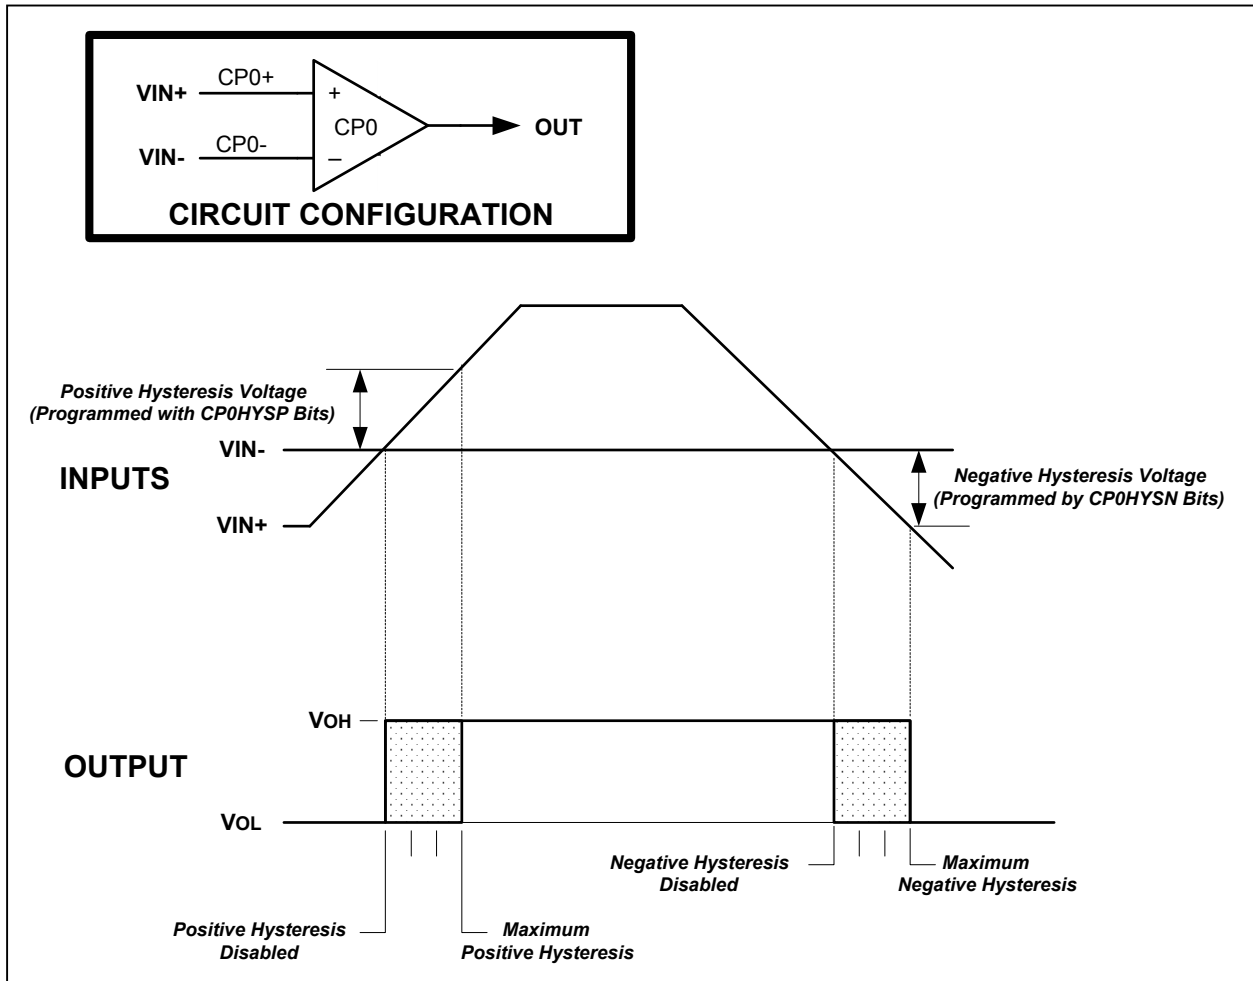 VIN+
CP0+
+
CP0
OUT
VIN-
CP0-
–
CIRCUIT CONFIGURATION
Positive Hysteresis Voltage
(Programmed with CP0HYSP Bits)
VIN-
INPUTS
VIN+
Negative Hysteresis Voltage
(Programmed by CP0HYSN Bits)
VOH
OUTPUT
VOL
Negative Hysteresis
Disabled
Maximum
Negative Hysteresis
Positive Hysteresis
Disabled
Maximum
Positive Hysteresis